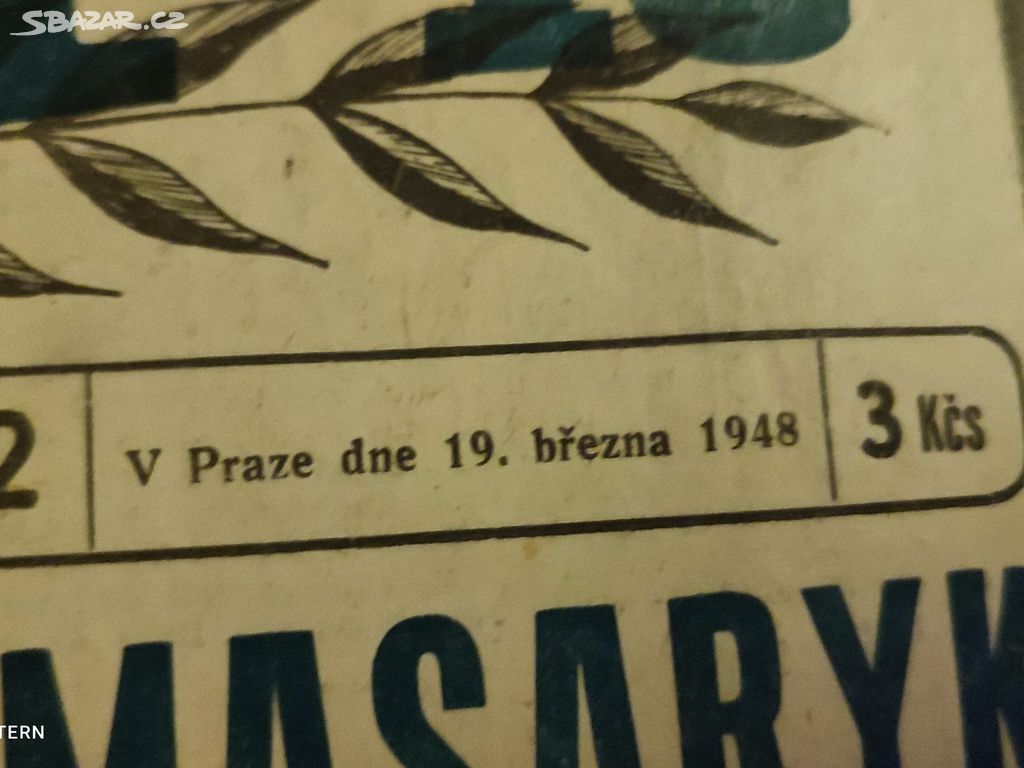 SBAZAR.CZ
2 V Praze dne 19. března 1948 3 Kčs
MASARYK
TERN